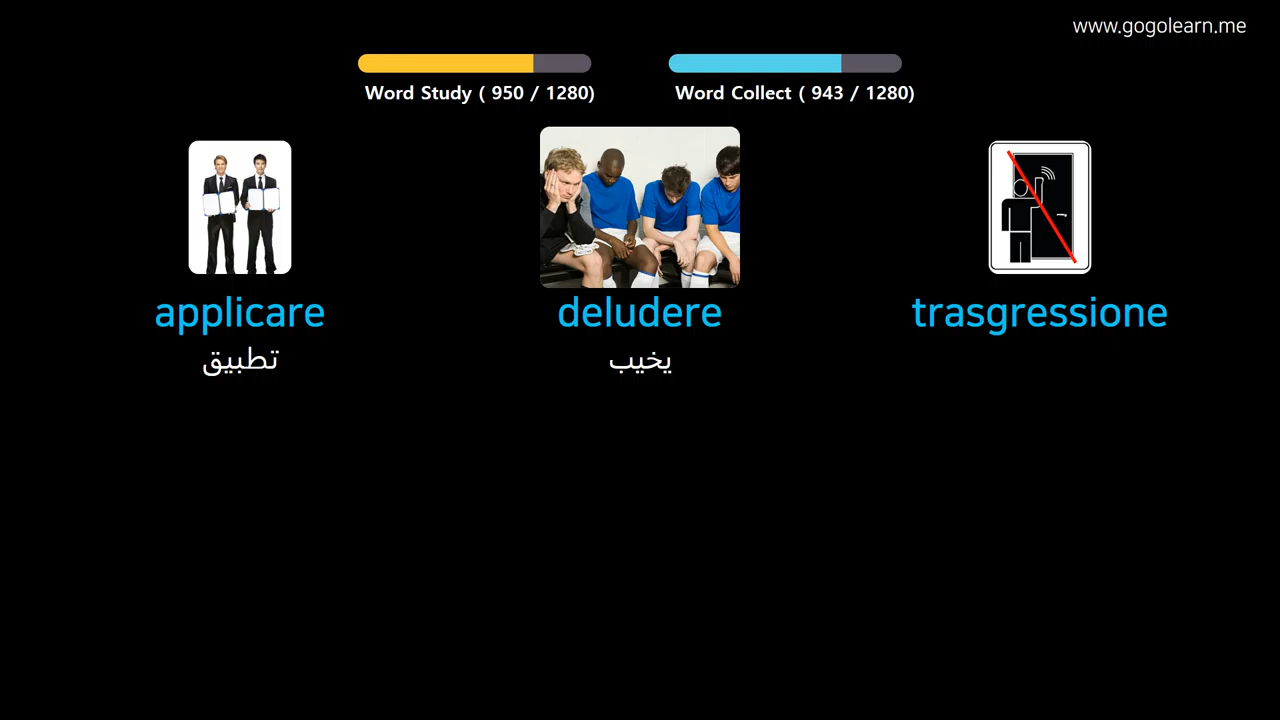 www.gogolearn.me
Word Study ( 950 / 1280)
Word Collect ( 943 / 1280)
applicare
deludere
trasgressione
تطبيق
يخيب